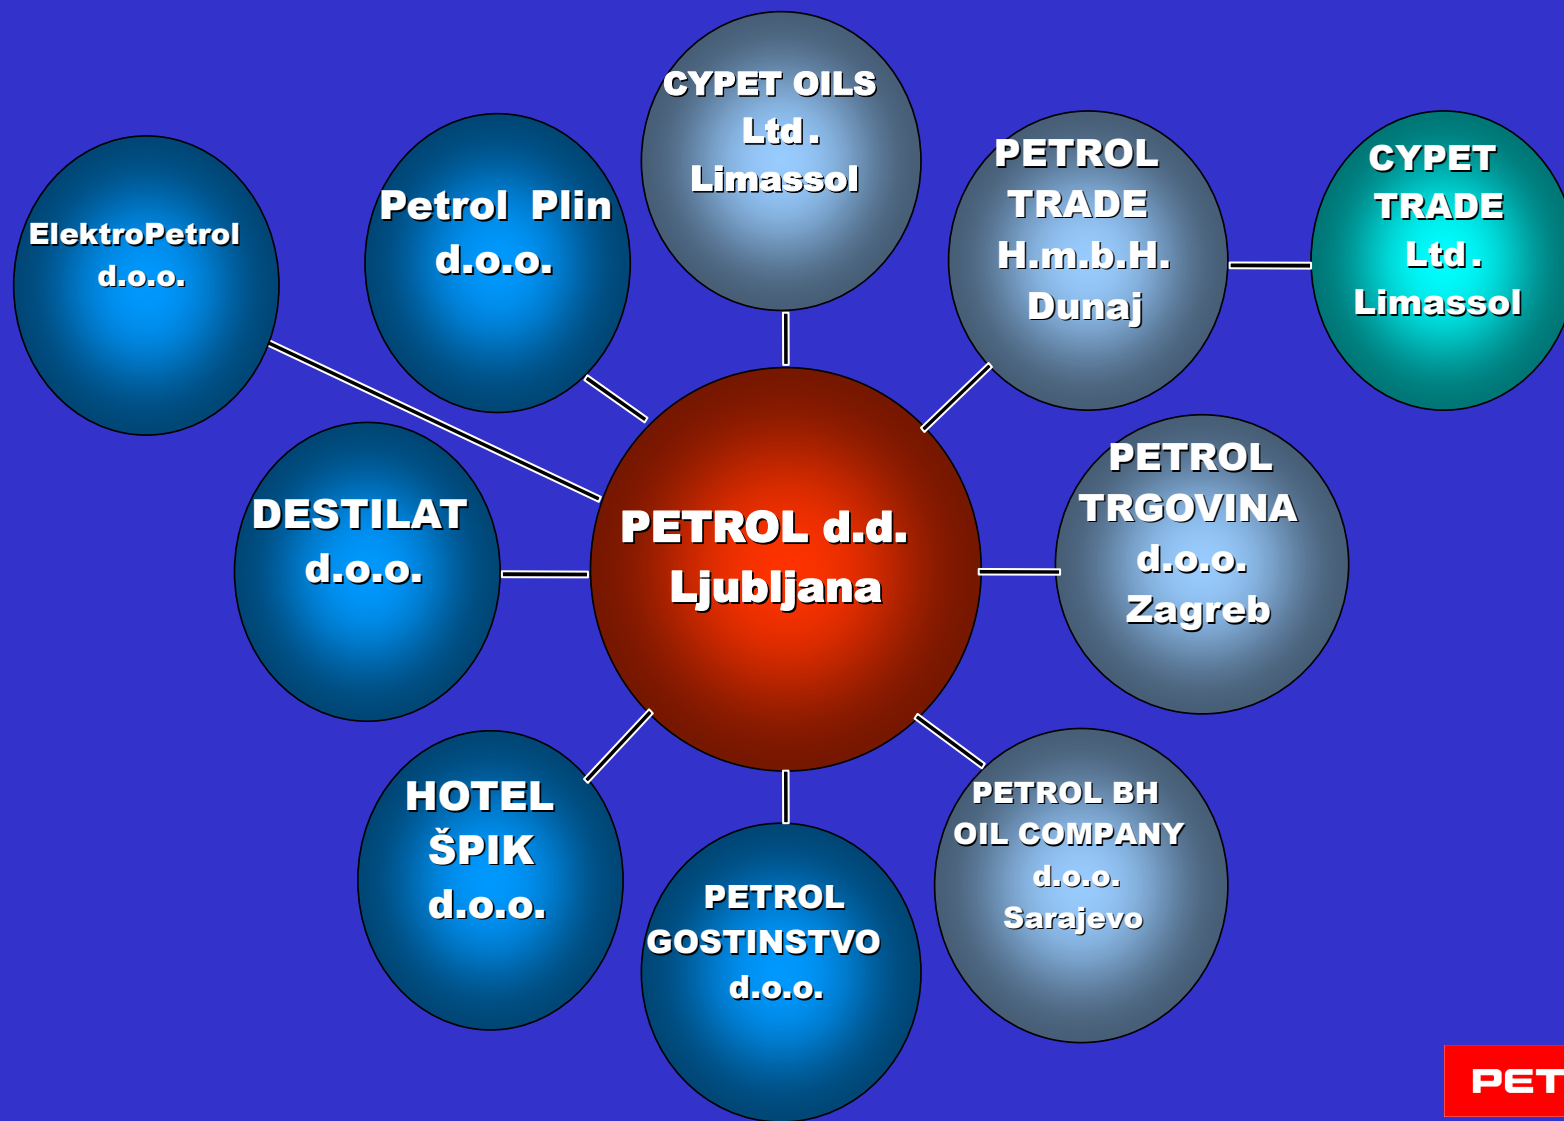 CYPET OILS
Ltd.
Limassol
PETROL
TRADE
H.m.b.H.
Dunaj
CYPET
TRADE
Ltd.
Limassol
Petrol Plin
d.o.o.
ElektroPetrol
d.o.o.
PETROL
TRGOVINA
d.o.o.
Zagreb
DESTILAT
d.o.o.
PETROL d.d.
Ljubljana
HOTEL
ŠPIK
d.o.o.
PETROL BH
OIL COMPANY
d.o.o.
Sarajevo
PETROL
GOSTINSTVO
d.o.o.
PET